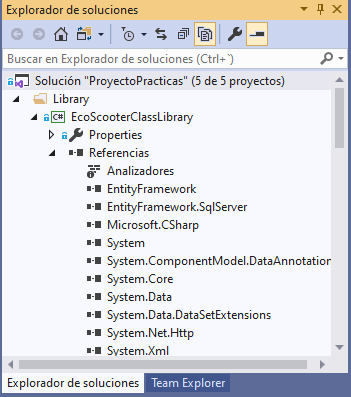 Explorador de soluciones
Buscar en Explorador de soluciones (Ctrl+`)
Solución "ProyectoPracticas" (5 de 5 proyectos)
Library
C# EcoScooterClassLibrary
Properties
Referencias
Analizadores
EntityFramework
EntityFramework.SqlServer
Microsoft.CSharp
System
System.ComponentModel.DataAnnotation
System.Core
System.Data
System.Data.DataSetExtensions
System.Net.Http
System.Xml
Explorador de soluciones Team Explorer